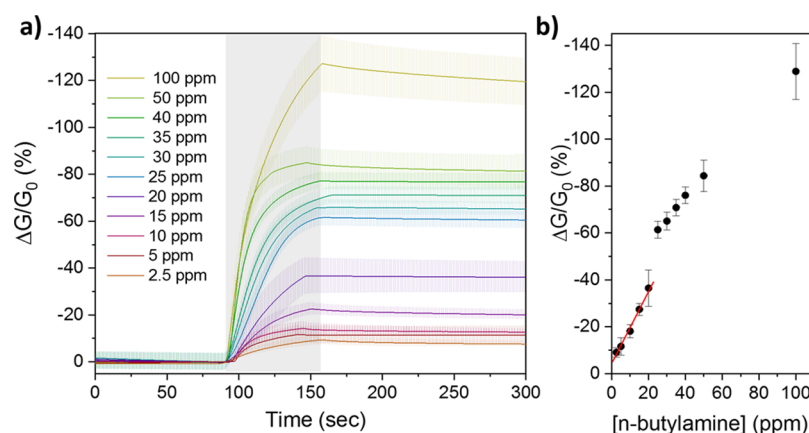 a)
ΔG/G0 (%)
-140
-120
-100
-80
-60
-40
-20
0
100 ppm
50 ppm
40 ppm
35 ppm
30 ppm
25 ppm
20 ppm
15 ppm
10 ppm
5 ppm
2.5 ppm
0 50 100 150 200 250 300
Time (sec)
b)
ΔG/G0 (%)
-140
-120
-100
-80
-60
-40
-20
0
0 20 40 60 80 100
[n-butylamine] (ppm)